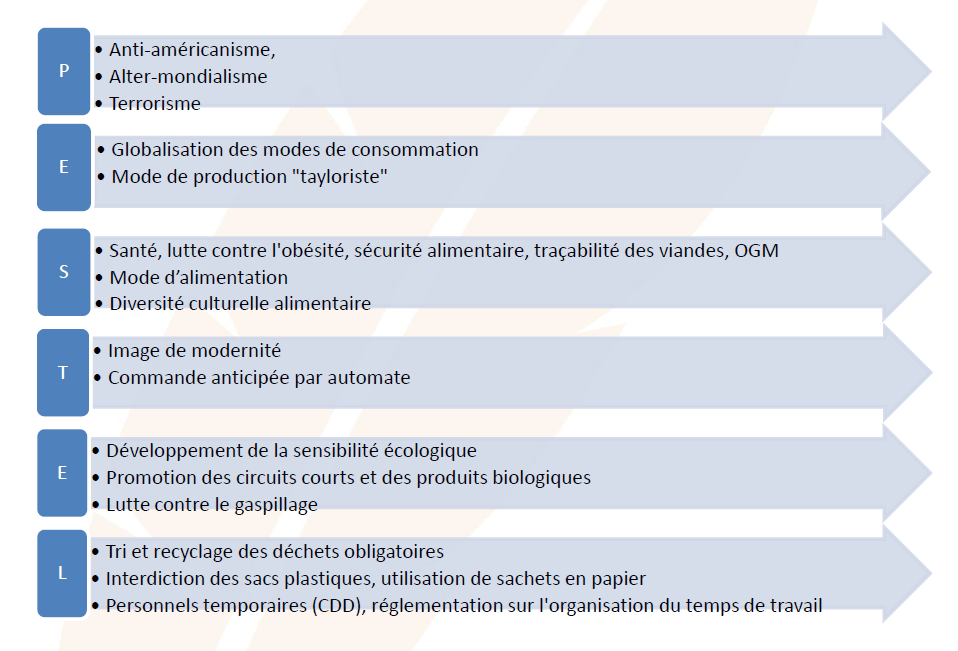 P
• Anti-américanisme,
• Alter-mondialisme
• Terrorisme
E
• Globalisation des modes de consommation
• Mode de production "tayloriste"
S
• Santé, lutte contre l'obésité, sécurité alimentaire, traçabilité des viandes, OGM
• Mode d’alimentation
• Diversité culturelle alimentaire
T
• Image de modernité
• Commande anticipée par automate
E
• Développement de la sensibilité écologique
• Promotion des circuits courts et des produits biologiques
• Lutte contre le gaspillage
L
• Tri et recyclage des déchets obligatoires
• Interdiction des sacs plastiques, utilisation de sachets en papier
• Personnels temporaires (CDD), réglementation sur l'organisation du temps de travail